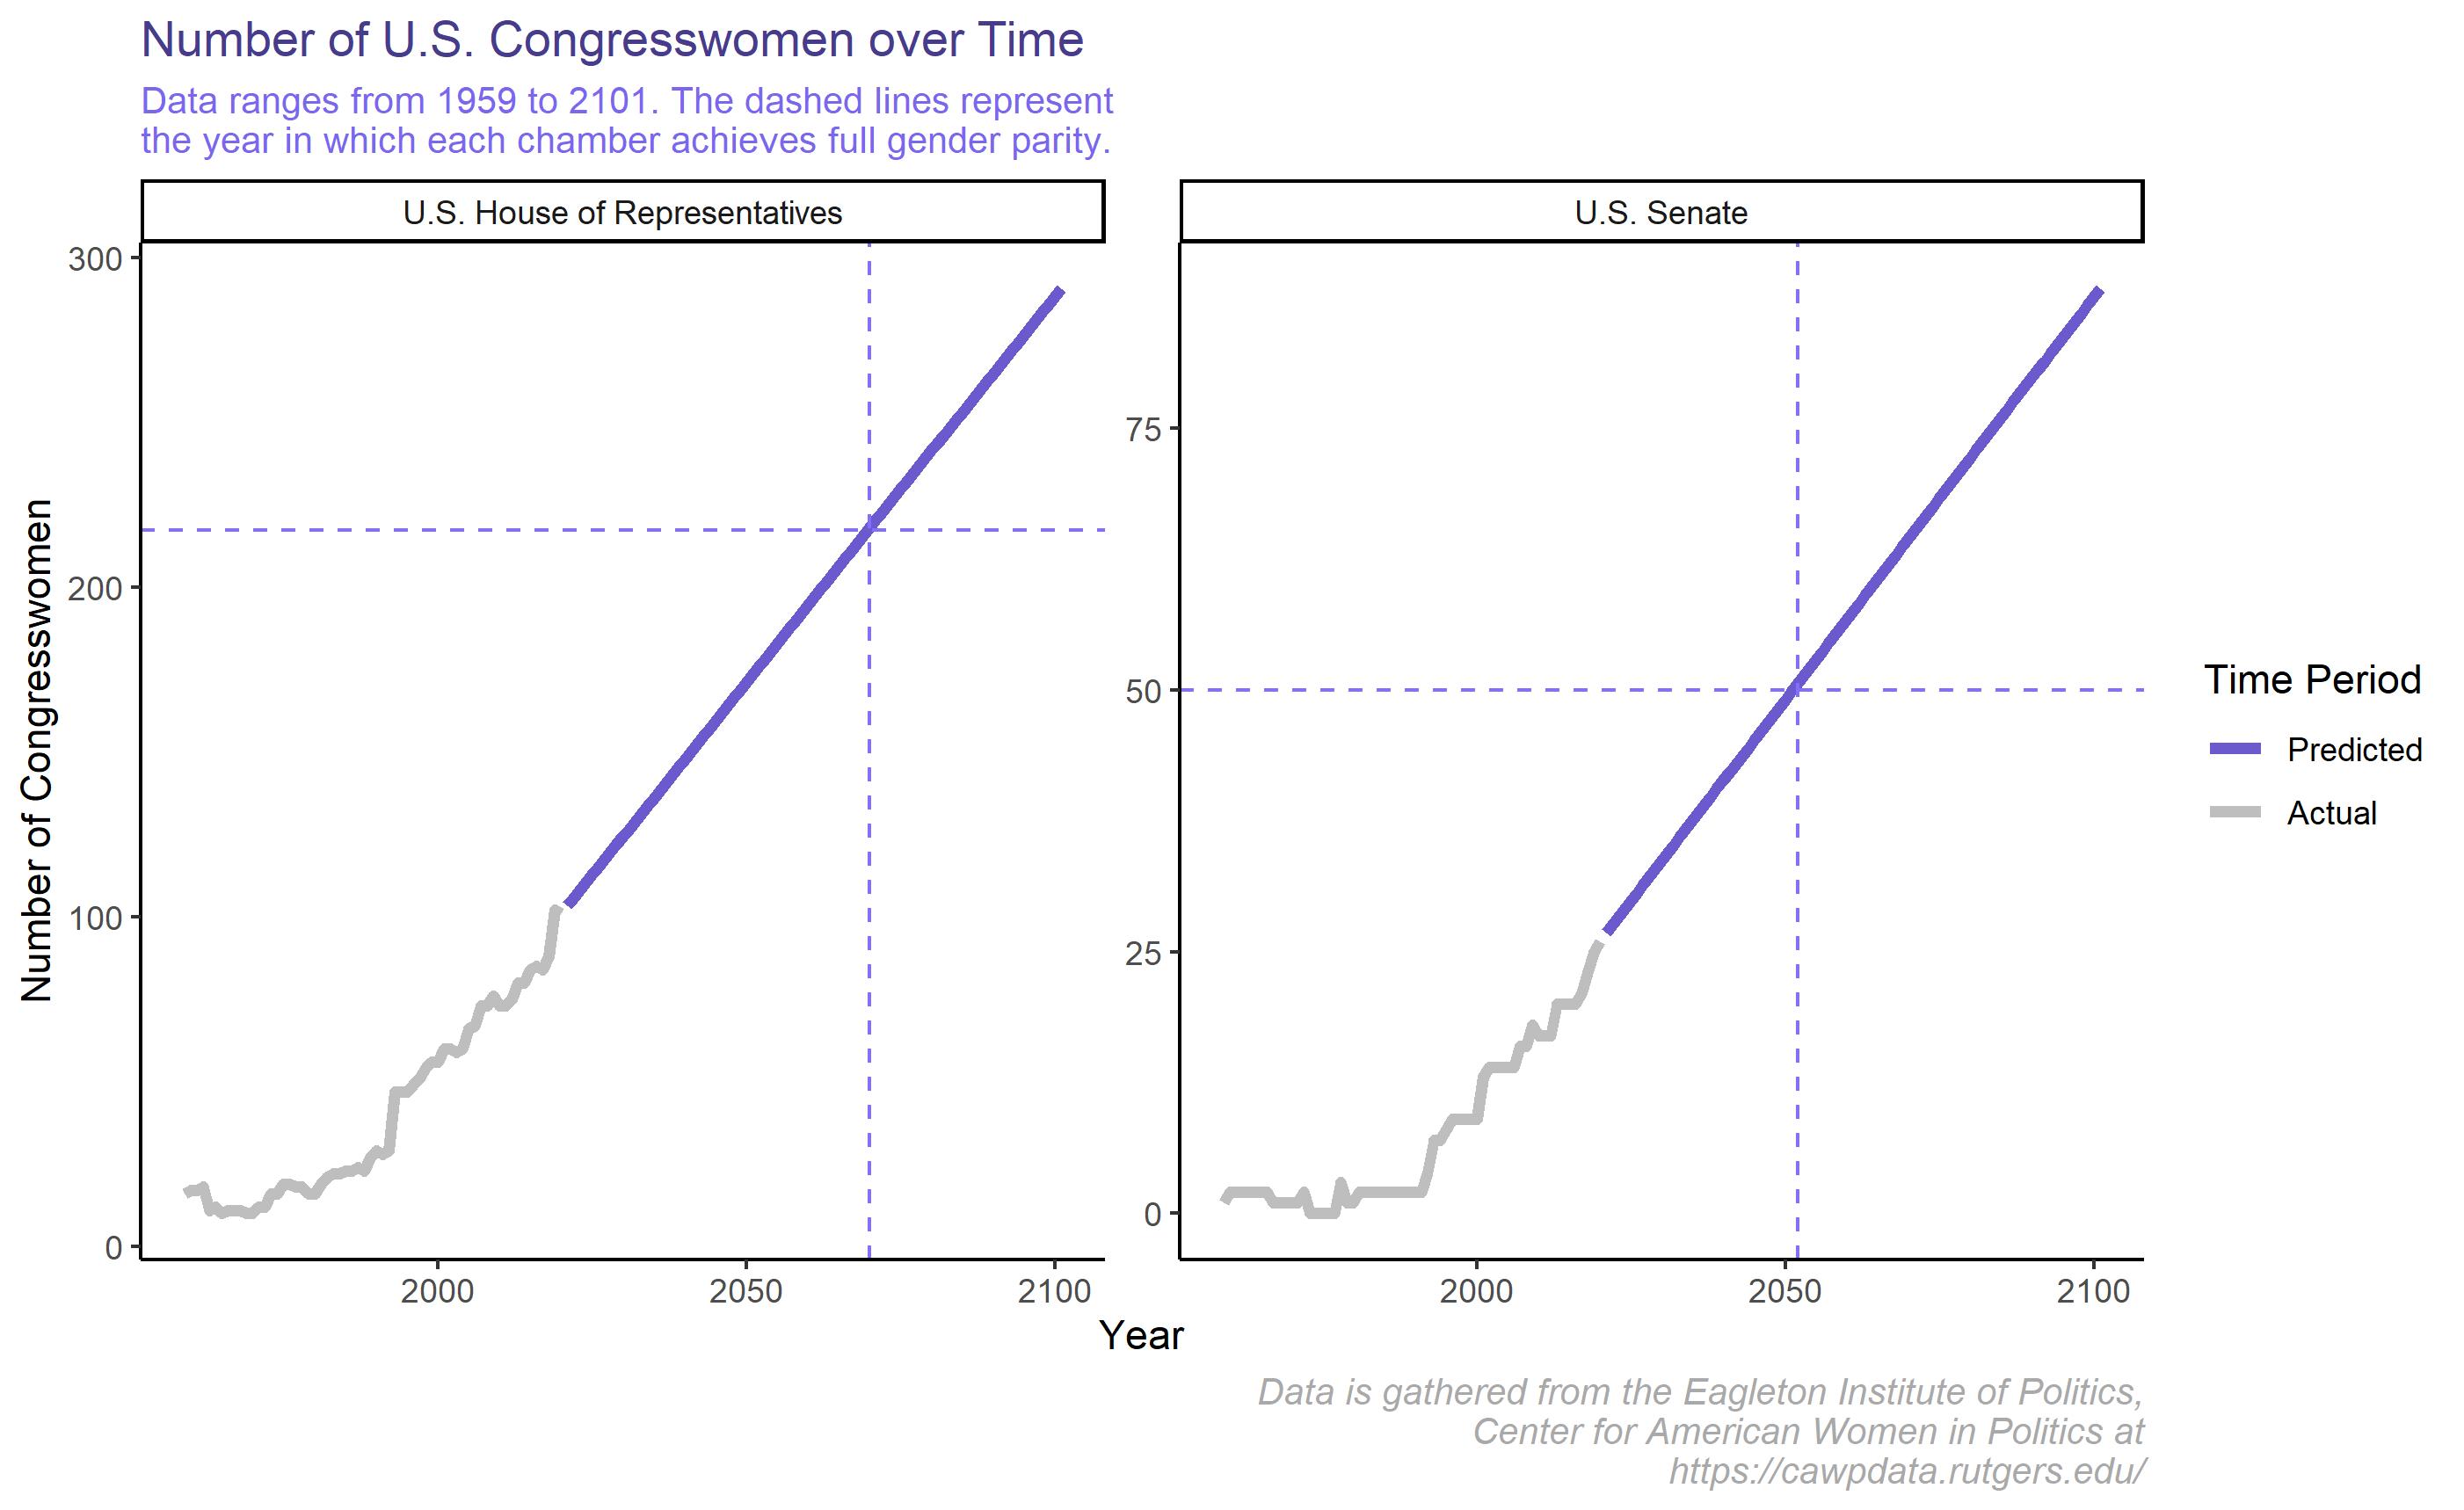 Number of U.S. Congresswomen over Time
Data ranges from 1959 to 2101. The dashed lines represent
the year in which each chamber achieves full gender parity.
U.S. House of Representatives
U.S. Senate
Number of Congresswomen
300
200
100
0
75
50
25
0
2000
2050
2100
2000
2050
2100
Year
Time Period
Predicted
Actual
Data is gathered from the Eagleton Institute of Politics,
Center for American Women in Politics at
https://cawpdata.rutgers.edu/